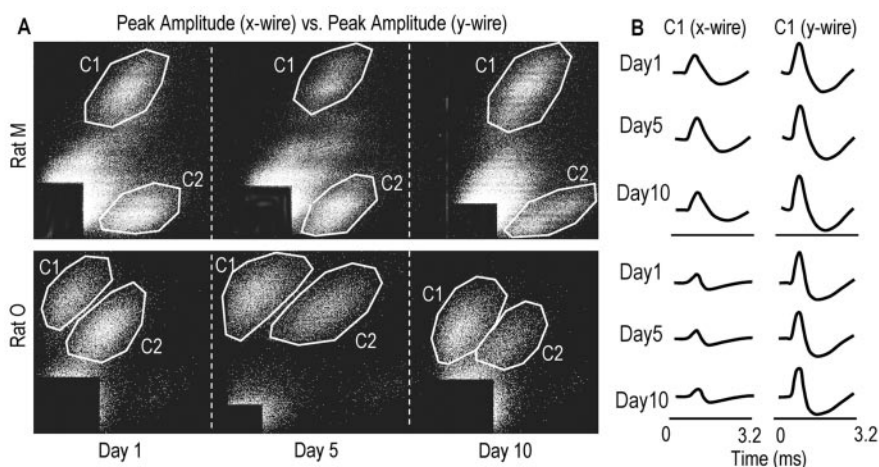 A
Peak Amplitude (x-wire) vs. Peak Amplitude (y-wire)
B
C1 (x-wire) C1 (y-wire)
Rat M
C1
C2
C1
C2
C1
C2
Day1
Day5
Day10
Rat O
C1
C2
C1
C2
C1
C2
Day1
Day5
Day10
Day 1 Day 5 Day 10
0 3.2 0 3.2
Time (ms)